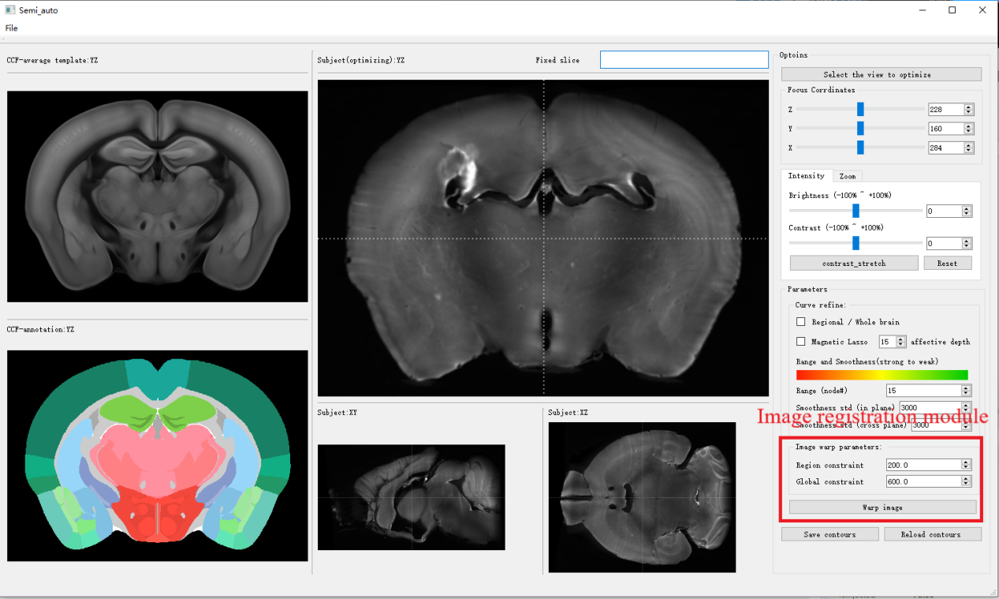 Semi_auto
File
CCF-average template:YZ
Subject(optimizing):YZ
Fixed slice
CCF-annotation:YZ
Subject:XY
Subject:XZ
Optoins
Select the view to optimize
Focus Corrdinates
Z 228
Y 160
X 284
Intensity Zoom
Brightness (-100% ~ +100%)
0
Contrast (-100% ~ +100%)
0
contrast_stretch Reset
Parameters
Curve refine:
Regional / Whole brain
Magnetic Lasso 15 affective depth
Range and Smoothness(strong to weak)
Range (node#) 15
Smoothness std (in plane) 3000
Image registration module
Smoothness std (cross plane) 3000
Image warp parameters:
Region constraint 200.0
Global constraint 600.0
Warp image
Save contours Reload contours